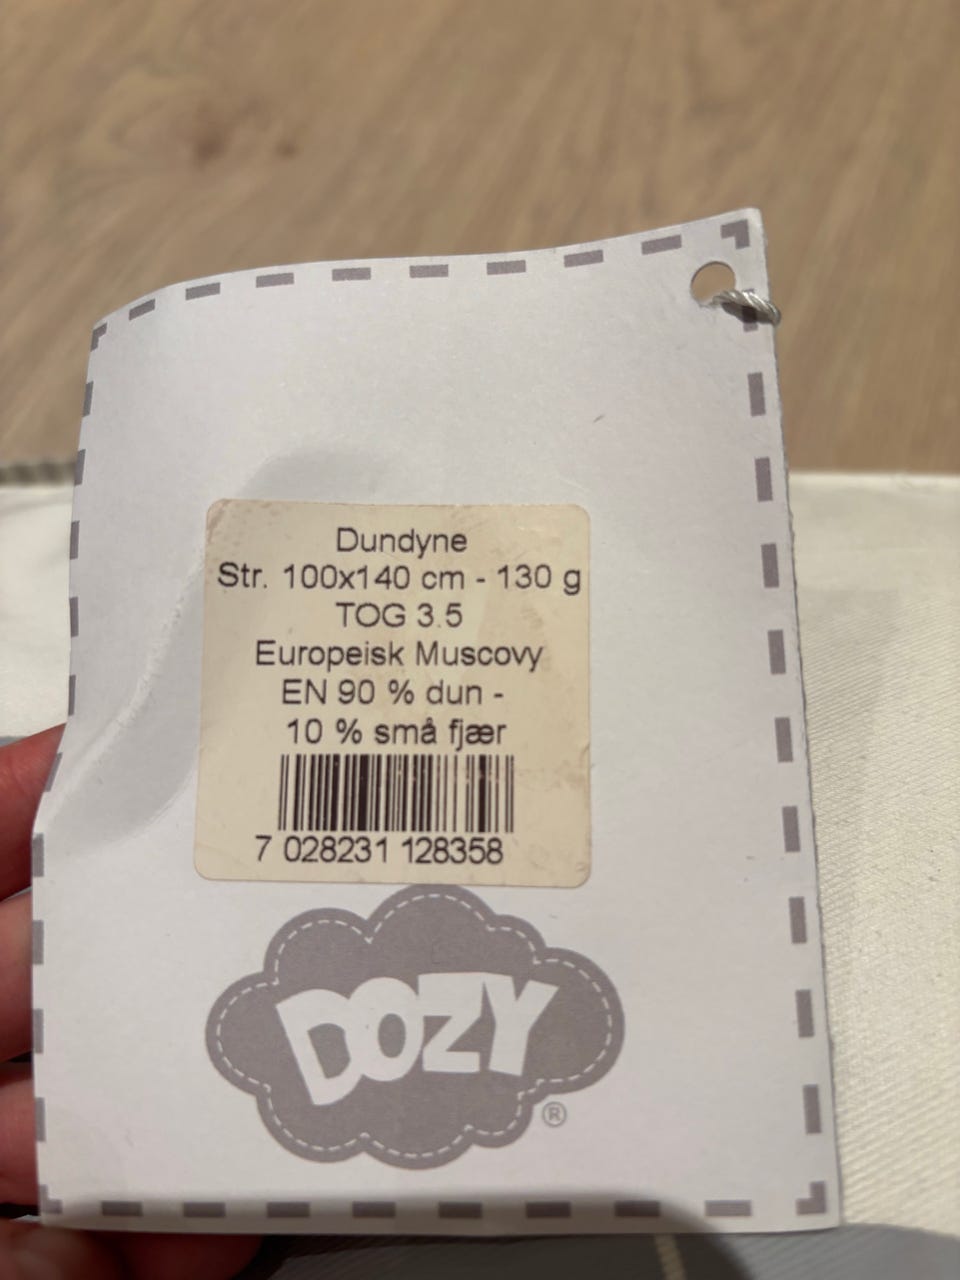 Dundyne
Str. 100x140 cm - 130 g
TOG 3.5
Europeisk Muscovy
EN 90 % dun -
10 % små fjær
7 028231 128358
DOZY
®